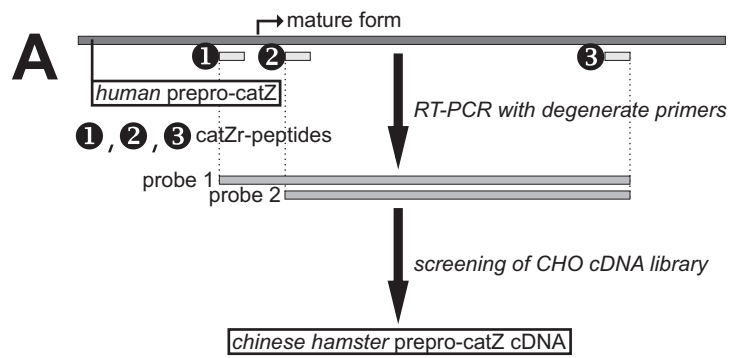 mature form
A
❶ ❷ ❸
human prepro-catZ
RT-PCR with degenerate primers
❶ , ❷ , ❸ catZr-peptides
probe 1
probe 2
screening of CHO cDNA library
chinese hamster prepro-catZ cDNA